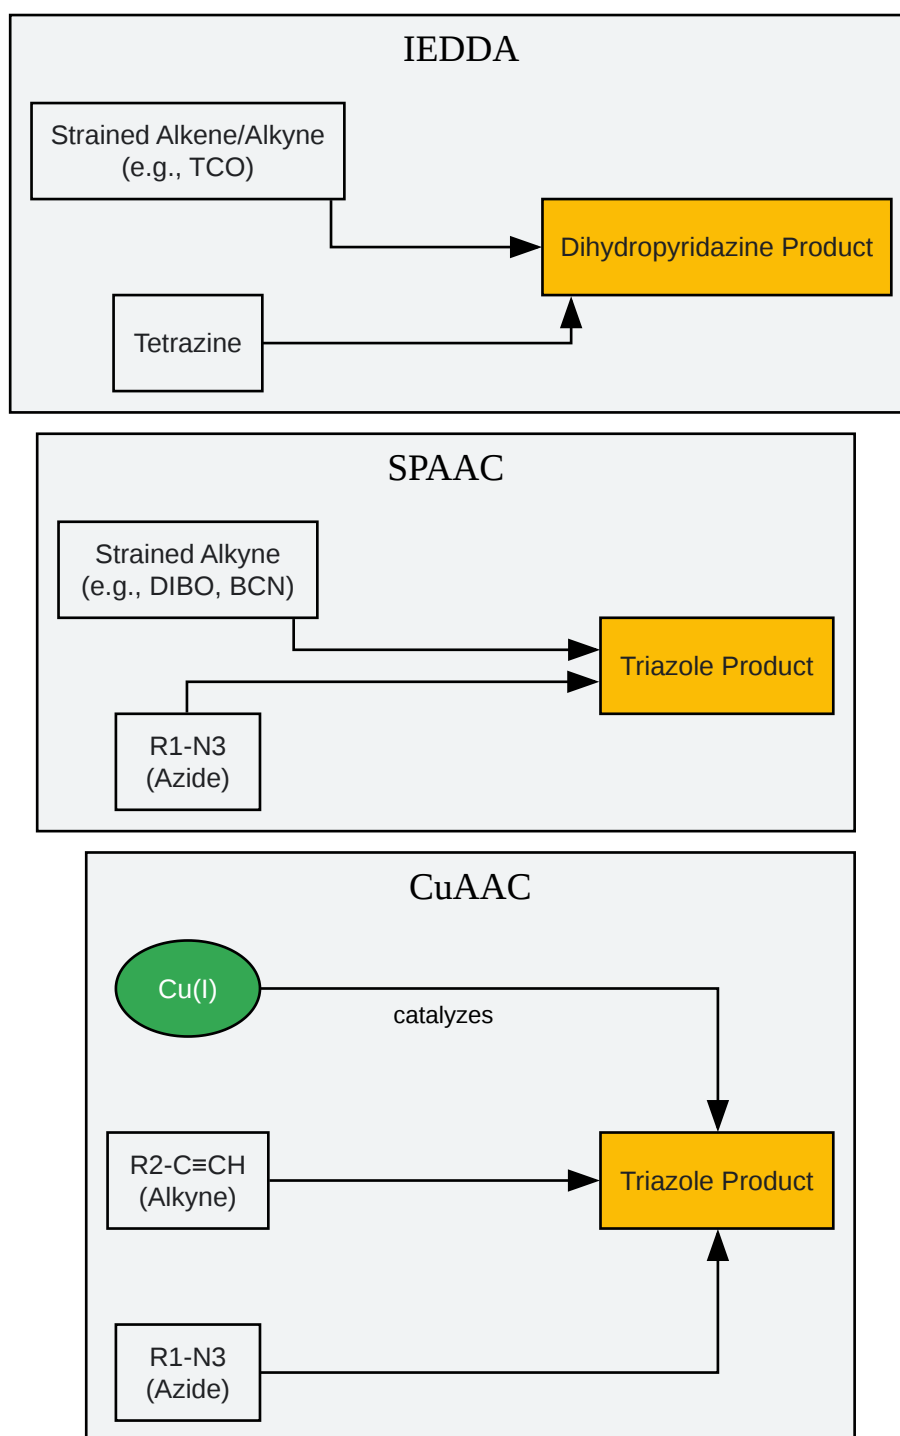 IEDDA
Strained Alkene/Alkyne
(e.g., TCO)
Dihydropyridazine Product
Tetrazine
SPAAC
Strained Alkyne
(e.g., DIBO, BCN)
Triazole Product
R1-N3
(Azide)
CuAAC
Cu(I)
catalyzes
R2-C≡CH
(Alkyne)
Triazole Product
R1-N3
(Azide)